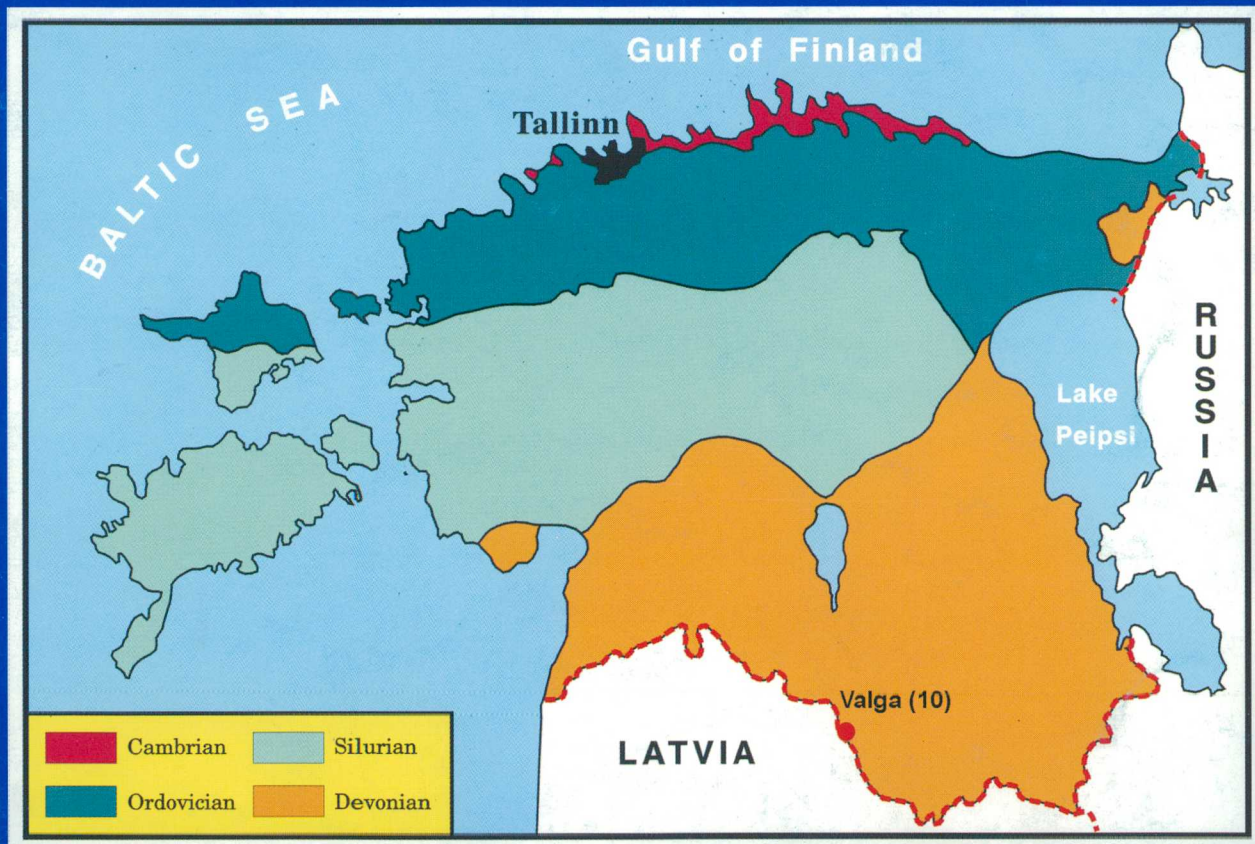 Gulf of Finland
BALTIC SEA
Tallinn
RUSSIA
Lake
Peipsi
Valga (10)
LATVIA
Cambrian
Silurian
Ordovician
Devonian